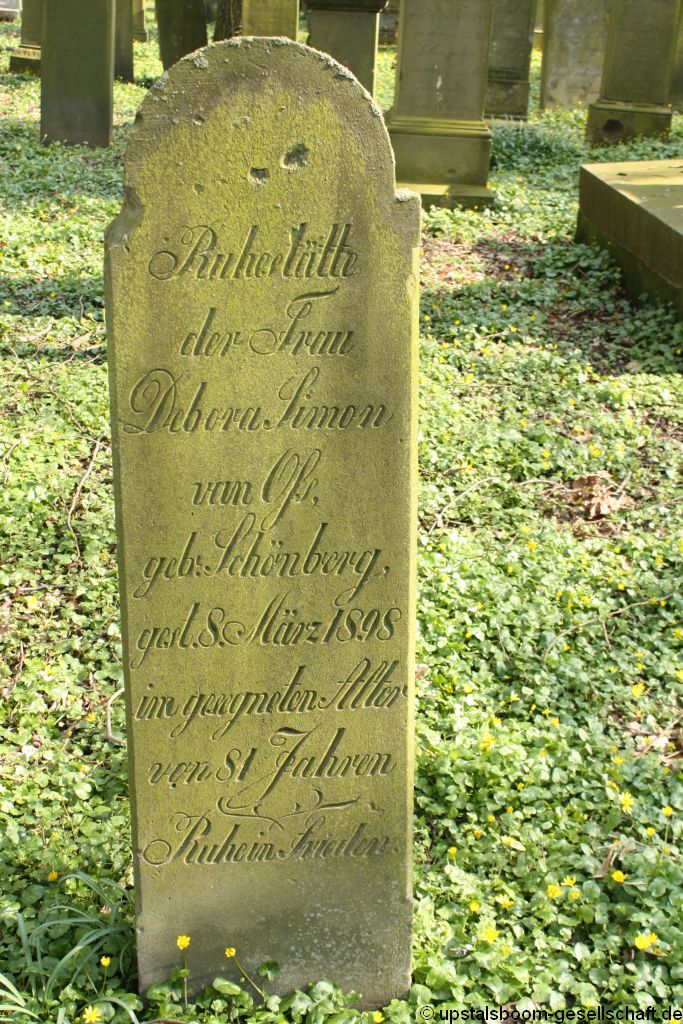 Ruhestätte
der Frau
Debora Simon
van Oß,
geb. Schönberg,
gest. 8. März 1898
im gesegneten Alter
von 81 Jahren
Ruhe in Frieden.
© upstalsboom-gesellschaft.de